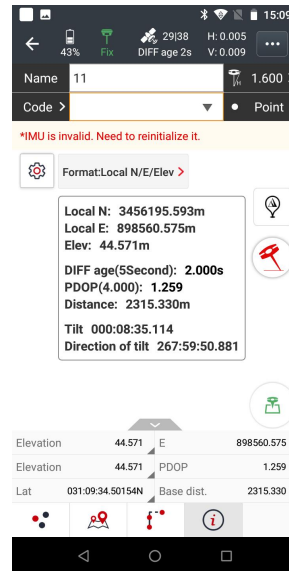 15:09
43%
Fix
29|38
DIFF age 2s
H: 0.005
V: 0.009
Name 11 1.600
Code > Point
*IMU is invalid. Need to reinitialize it.
Format:Local N/E/Elev >
Local N: 3456195.593m
Local E: 898560.575m
Elev: 44.571m
DIFF age(5Second): 2.000s
PDOP(4.000): 1.259
Distance: 2315.330m
Tilt 000:08:35.114
Direction of tilt 267:59:50.881
Elevation 44.571 E 898560.575
Elevation 44.571 PDOP 1.259
Lat 031:09:34.50154N Base dist. 2315.330